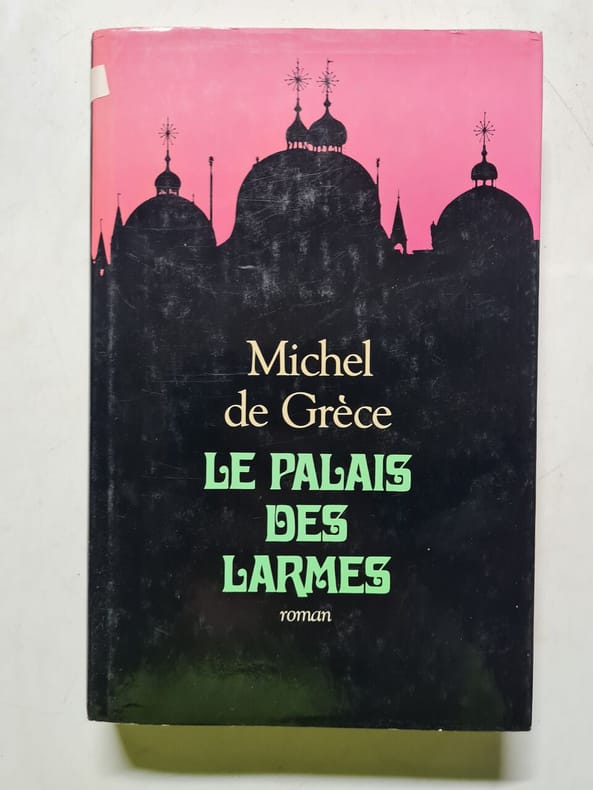 Michel
de Grèce
LE PALAIS
DES
LARMES
roman